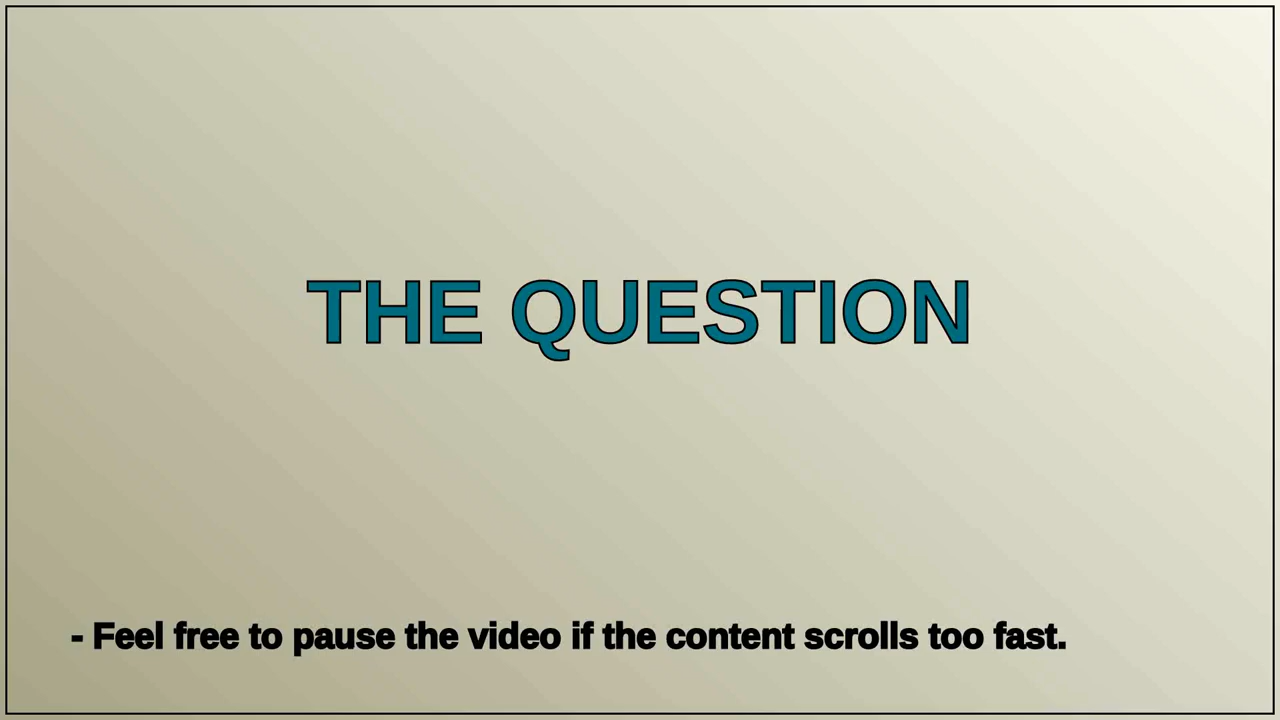 THE QUESTION
- Feel free to pause the video if the content scrolls too fast.